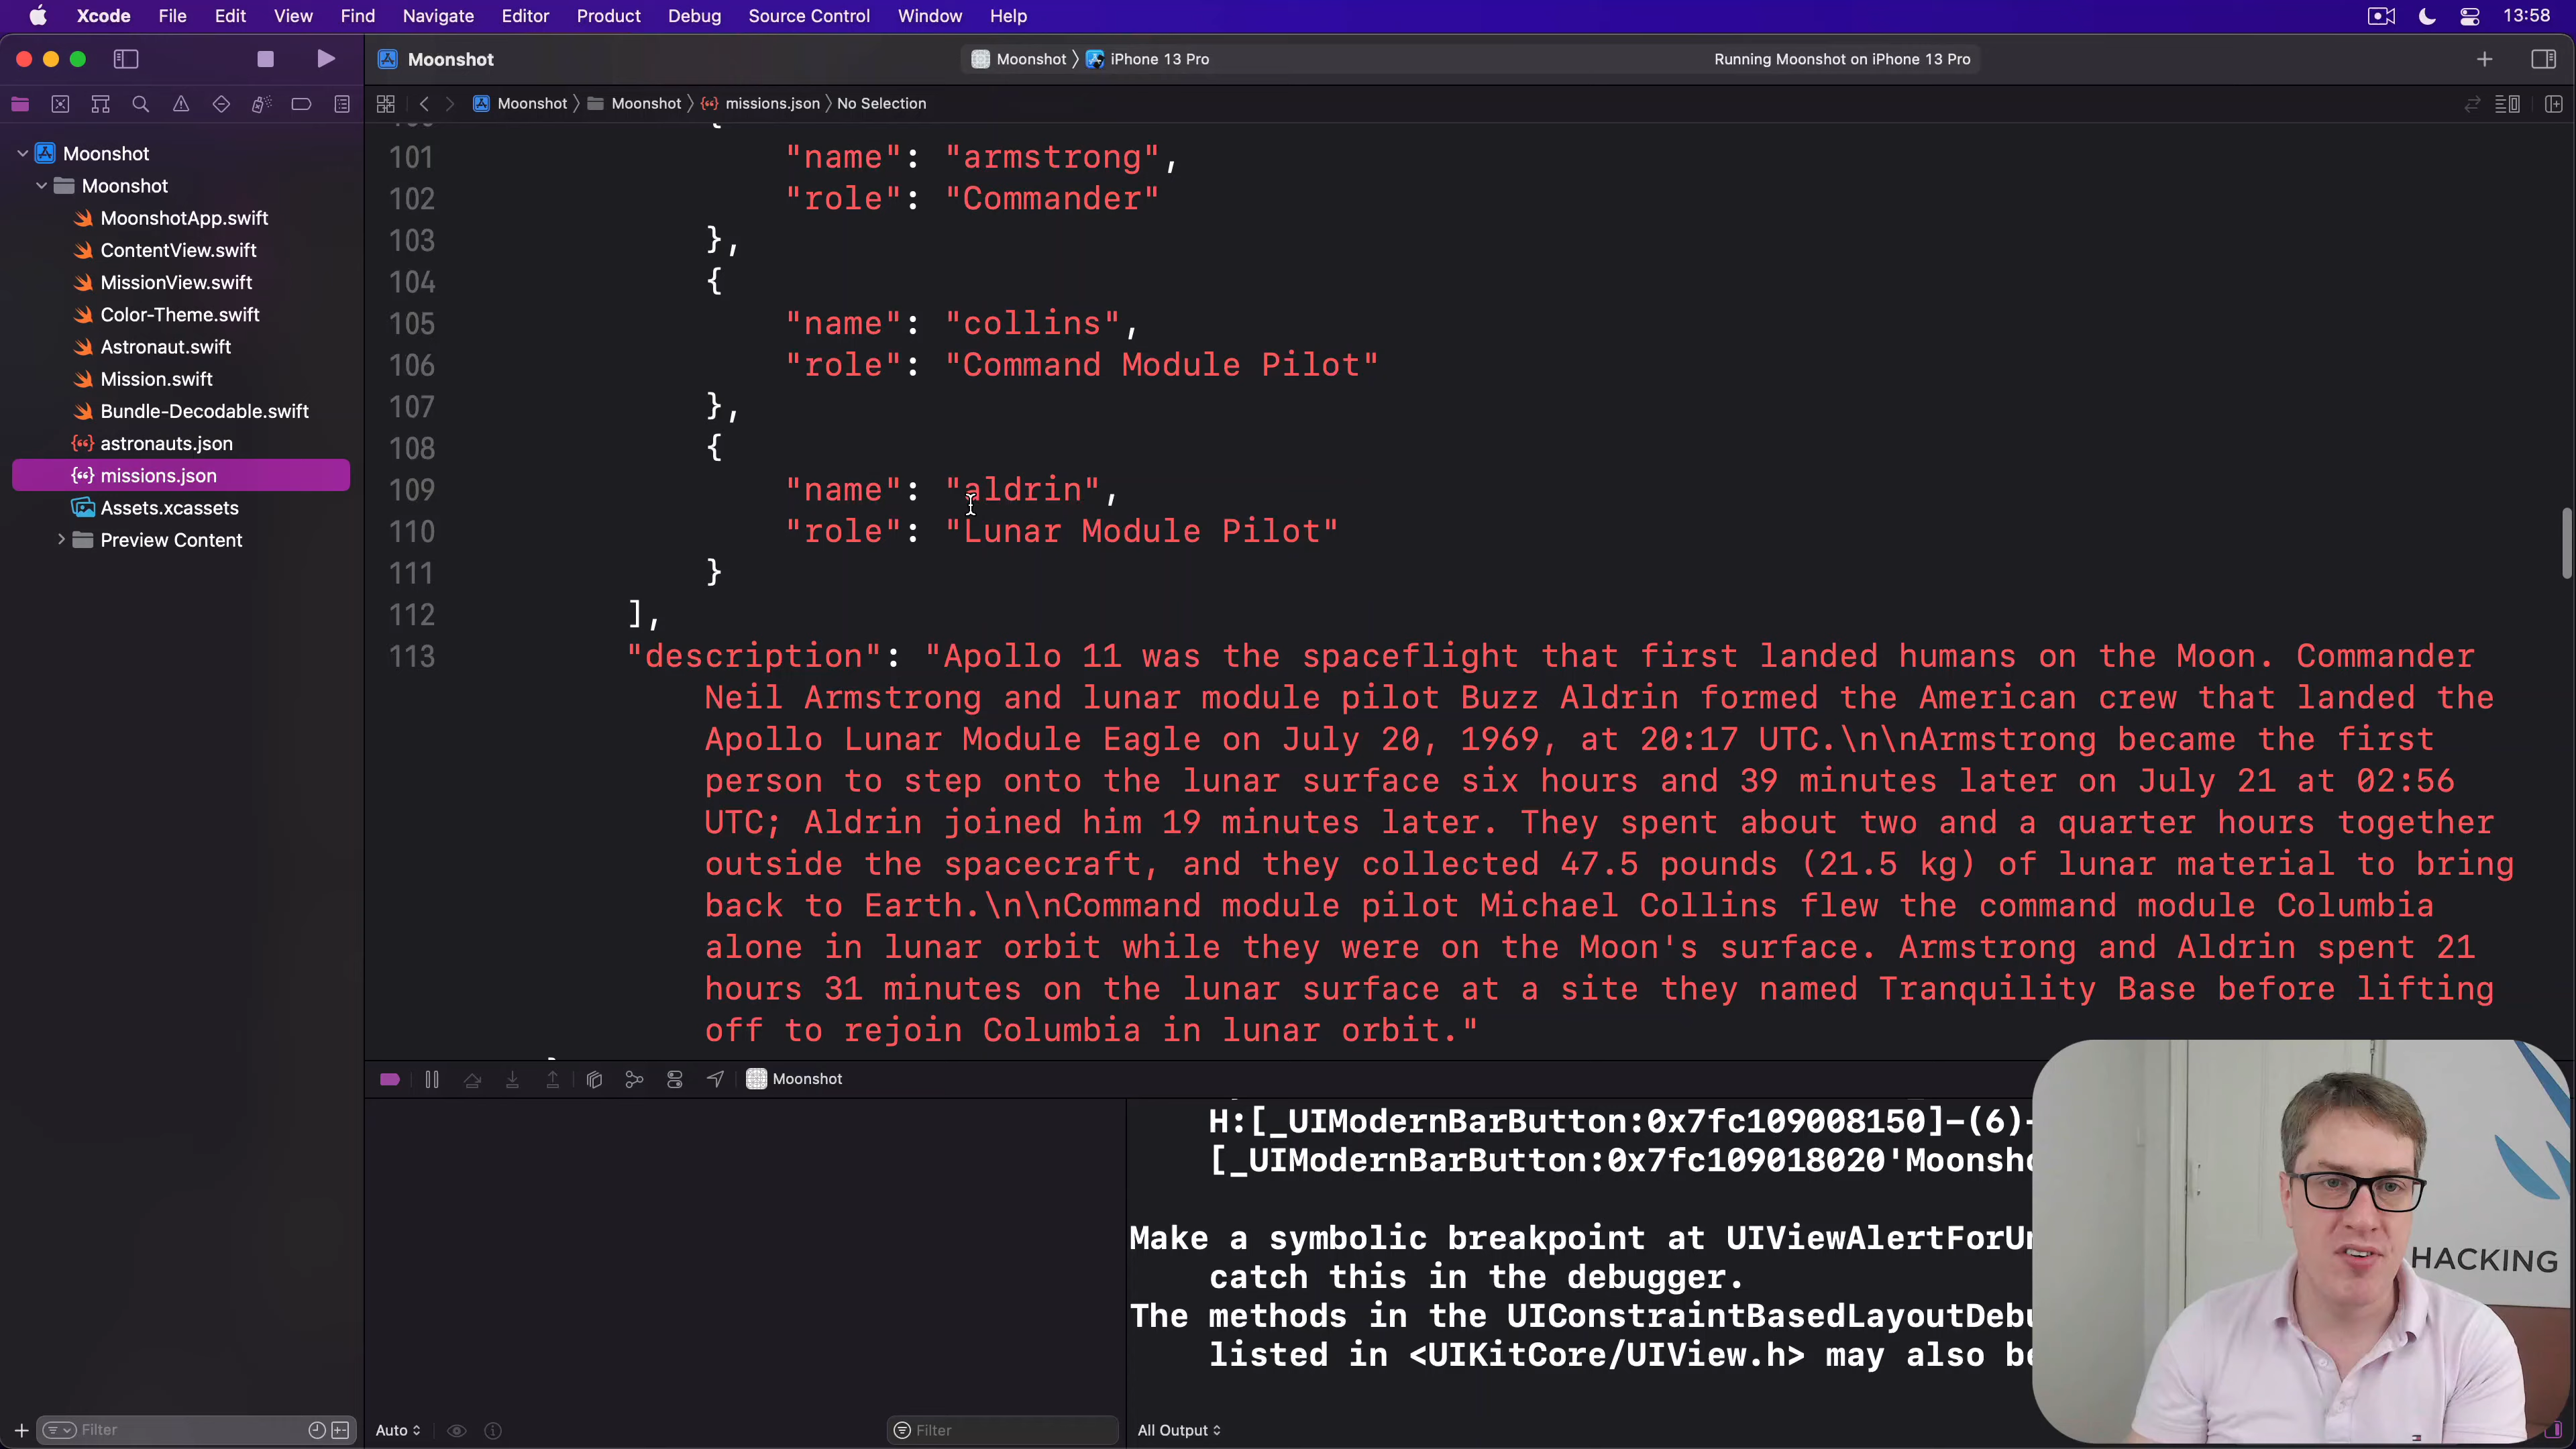 Xcode File Edit View Find Navigate Editor Product Debug Source Control Window Help 13:58
Moonshot Moonshot 〉 iPhone 13 Pro Running Moonshot on iPhone 13 Pro
Moonshot 〉 Moonshot 〉 missions.json 〉 No Selection
Moonshot
Moonshot
MoonshotApp.swift
ContentView.swift
MissionView.swift
Color-Theme.swift
Astronaut.swift
Mission.swift
Bundle-Decodable.swift
astronauts.json
missions.json
Assets.xcassets
Preview Content
Filter
{
101 "name": "armstrong",
102 "role": "Commander"
103 },
104 {
105 "name": "collins",
106 "role": "Command Module Pilot"
107 },
108 {
109 "name": "aldrin",
110 "role": "Lunar Module Pilot"
111 }
112 ],
113 "description": "Apollo 11 was the spaceflight that first landed humans on the Moon. Commander
Neil Armstrong and lunar module pilot Buzz Aldrin formed the American crew that landed the
Apollo Lunar Module Eagle on July 20, 1969, at 20:17 UTC.\n\nArmstrong became the first
person to step onto the lunar surface six hours and 39 minutes later on July 21 at 02:56
UTC; Aldrin joined him 19 minutes later. They spent about two and a quarter hours together
outside the spacecraft, and they collected 47.5 pounds (21.5 kg) of lunar material to bring
back to Earth.\n\nCommand module pilot Michael Collins flew the command module Columbia
alone in lunar orbit while they were on the Moon's surface. Armstrong and Aldrin spent 21
hours 31 minutes on the lunar surface at a site they named Tranquility Base before lifting
off to rejoin Columbia in lunar orbit."
Moonshot
H:[_UIModernBarButton:0x7fc109008150]-(6)-
[_UIModernBarButton:0x7fc109018020'Moonsh
Make a symbolic breakpoint at UIViewAlertForUn
catch this in the debugger.
The methods in the UIConstraintBasedLayoutDebu
listed in <UIKitCore/UIView.h> may also be
HACKING
Auto Filter All Output